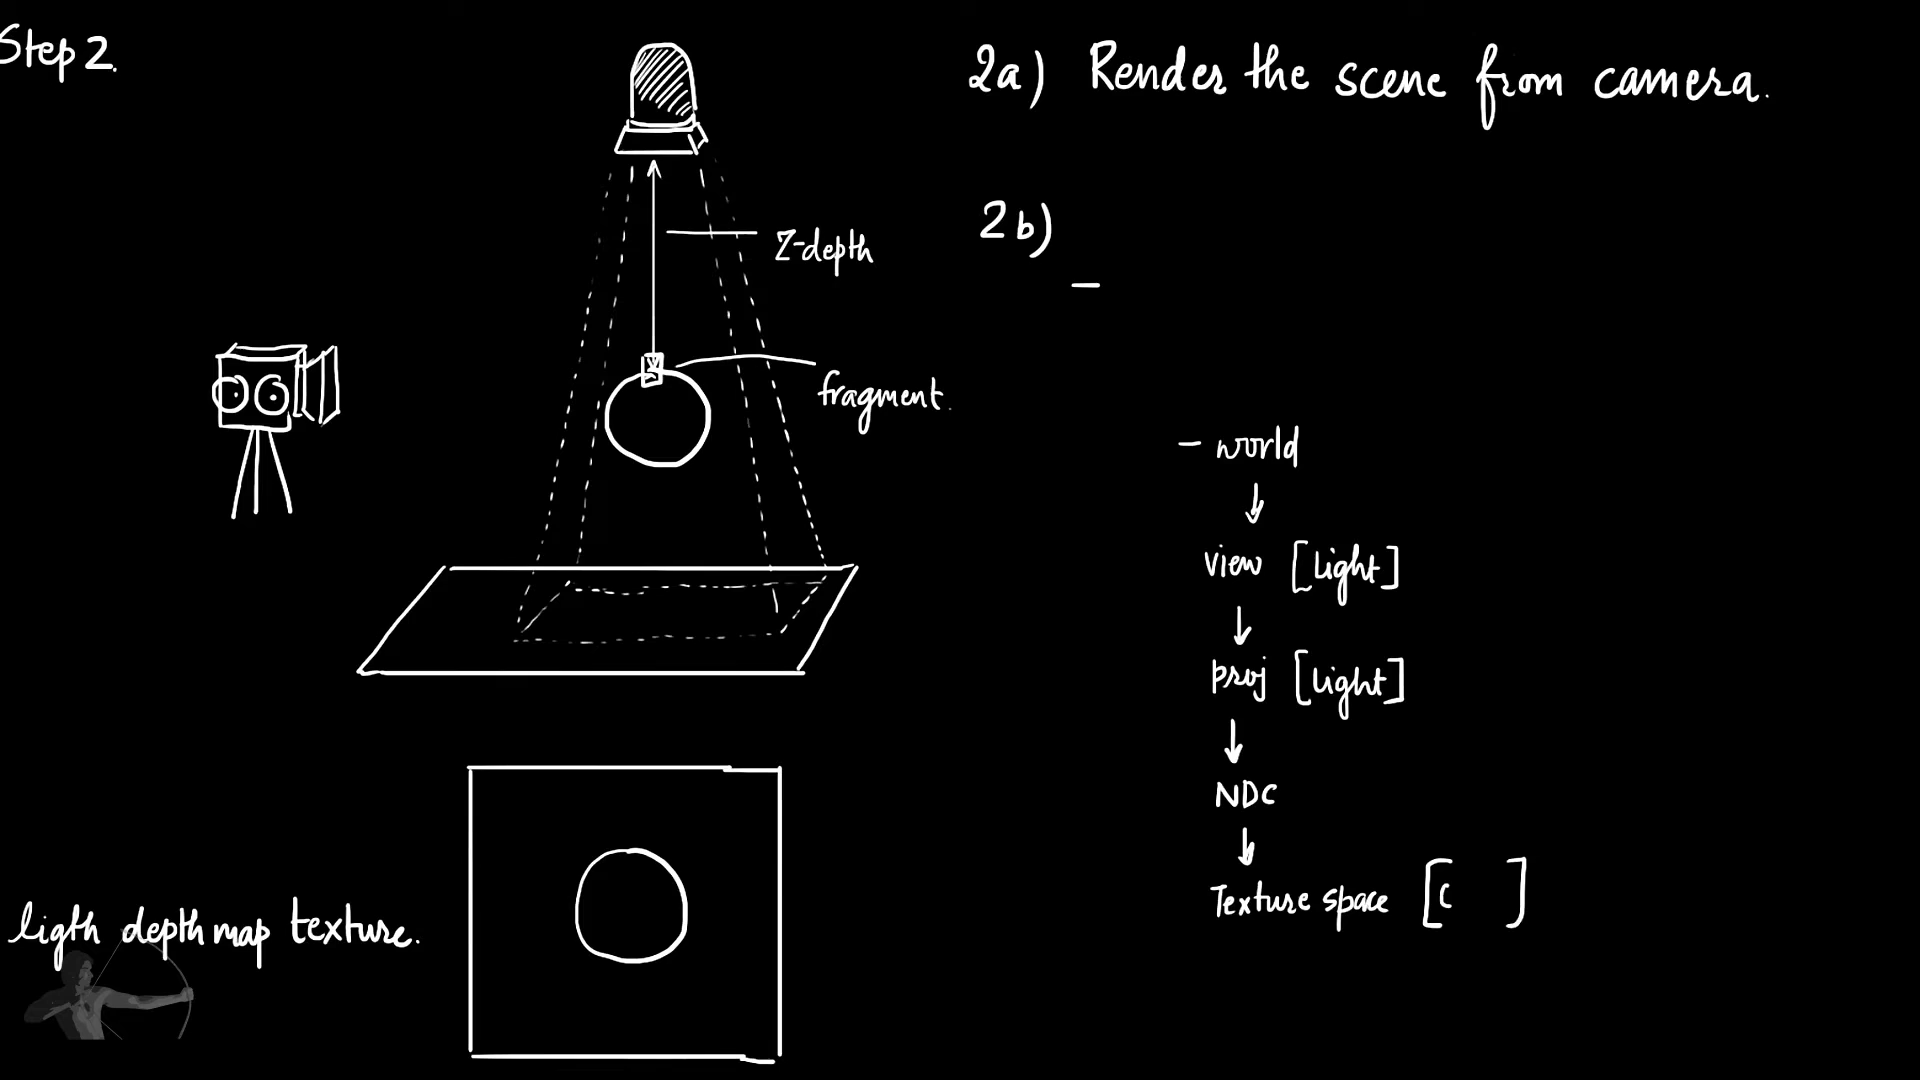 Step 2.
2a) Render the scene from camera.
2b)
-
Z-depth
fragment.
- world
↓
view [light]
↓
proj [light]
↓
NDC
↓
Texture space [( ]
ligth depth map texture.